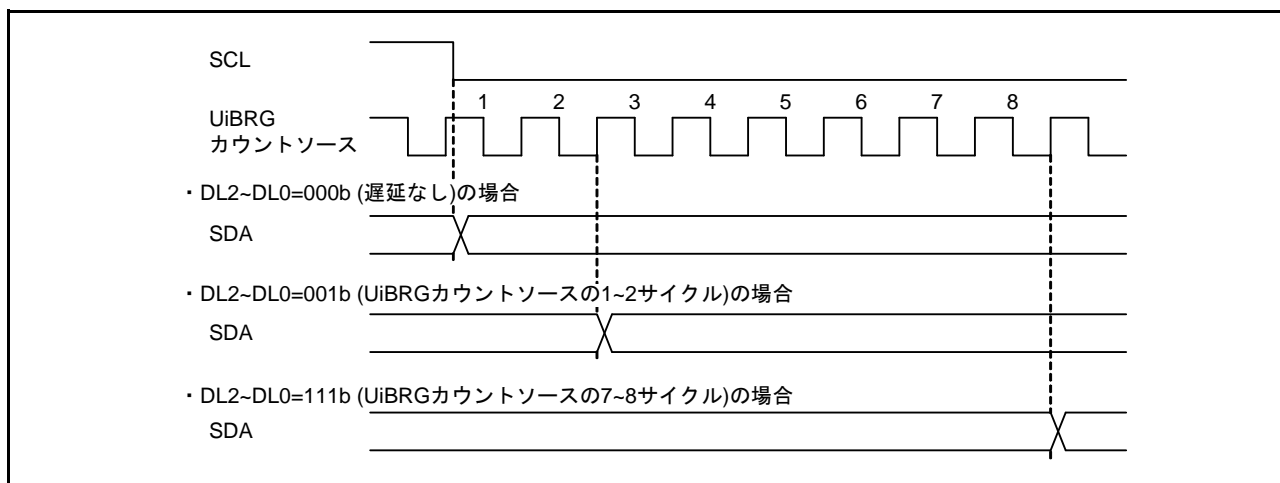 SCL
1 2 3 4 5 6 7 8
UiBRG
カウントソース
・DL2~DL0=000b (遅延なし)の場合
SDA
・DL2~DL0=001b (UiBRGカウントソースの1~2サイクル)の場合
SDA
・DL2~DL0=111b (UiBRGカウントソースの7~8サイクル)の場合
SDA